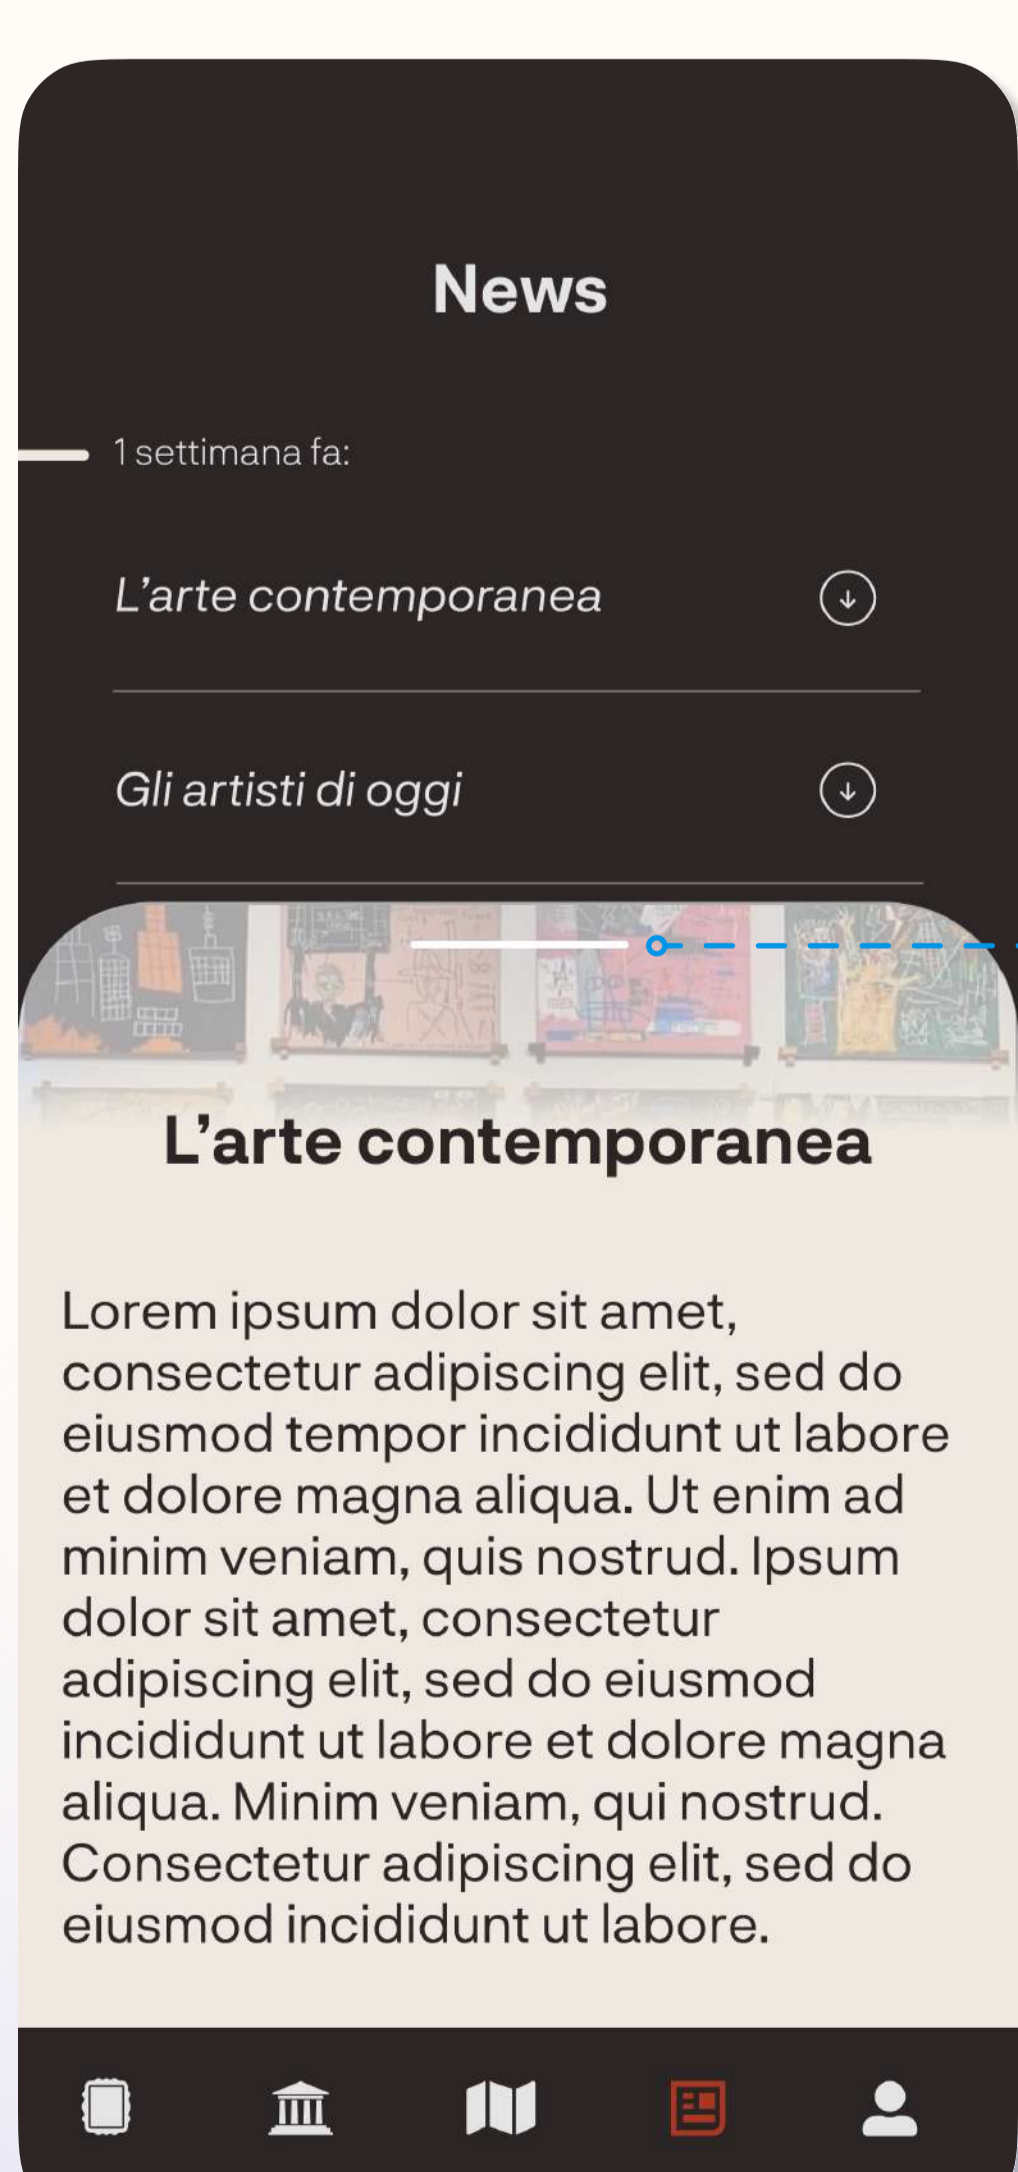 News
1 settimana fa:
L’arte contemporanea
Gli artisti di oggi
L’arte contemporanea
Lorem ipsum dolor sit amet,
consectetur adipiscing elit, sed do
eiusmod tempor incididunt ut labore
et dolore magna aliqua. Ut enim ad
minim veniam, quis nostrud. Ipsum
dolor sit amet, consectetur
adipiscing elit, sed do eiusmod
incididunt ut labore et dolore magna
aliqua. Minim veniam, qui nostrud.
Consectetur adipiscing elit, sed do
eiusmod incididunt ut labore.